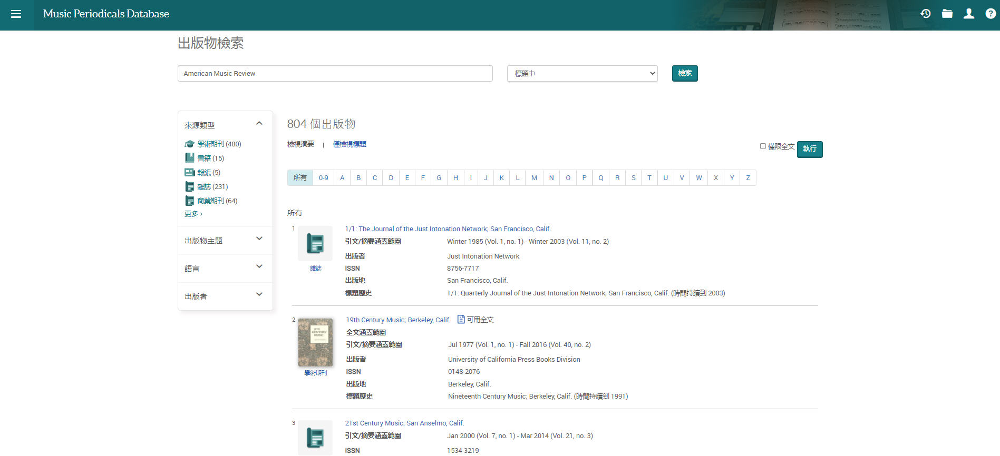 Music Periodicals Database
出版物檢索
American Music Review
標題中
檢索
來源類型
學術期刊 (480)
書籍 (15)
報紙 (5)
雜誌 (231)
商業期刊 (64)
更多 ›
出版物主題
語言
出版者
804 個出版物
檢視摘要 | 僅檢視標題
僅限全文 執行
所有 0-9 A B C D E F G H I J K L M N O P Q R S T U V W X Y Z
所有
1 1/1: The Journal of the Just Intonation Network; San Francisco, Calif.
引文/摘要涵蓋範圍 Winter 1985 (Vol. 1, no. 1) - Winter 2003 (Vol. 11, no. 2)
出版者 Just Intonation Network
ISSN 8756-7717
雜誌
出版地 San Francisco, Calif.
標題歷史 1/1: Quarterly Journal of the Just Intonation Network; San Francisco, Calif. (時間持續到 2003)
2 19th Century Music; Berkeley, Calif. 可用全文
全文涵蓋範圍
引文/摘要涵蓋範圍 Jul 1977 (Vol. 1, no. 1) - Fall 2016 (Vol. 40, no. 2)
出版者 University of California Press Books Division
ISSN 0148-2076
19TH
CENTURY
MUSIC
學術期刊
出版地 Berkeley, Calif.
標題歷史 Nineteenth Century Music; Berkeley, Calif. (時間持續到 1991)
3 21st Century Music; San Anselmo, Calif.
引文/摘要涵蓋範圍 Jan 2000 (Vol. 7, no. 1) - Mar 2014 (Vol. 21, no. 3)
ISSN 1534-3219